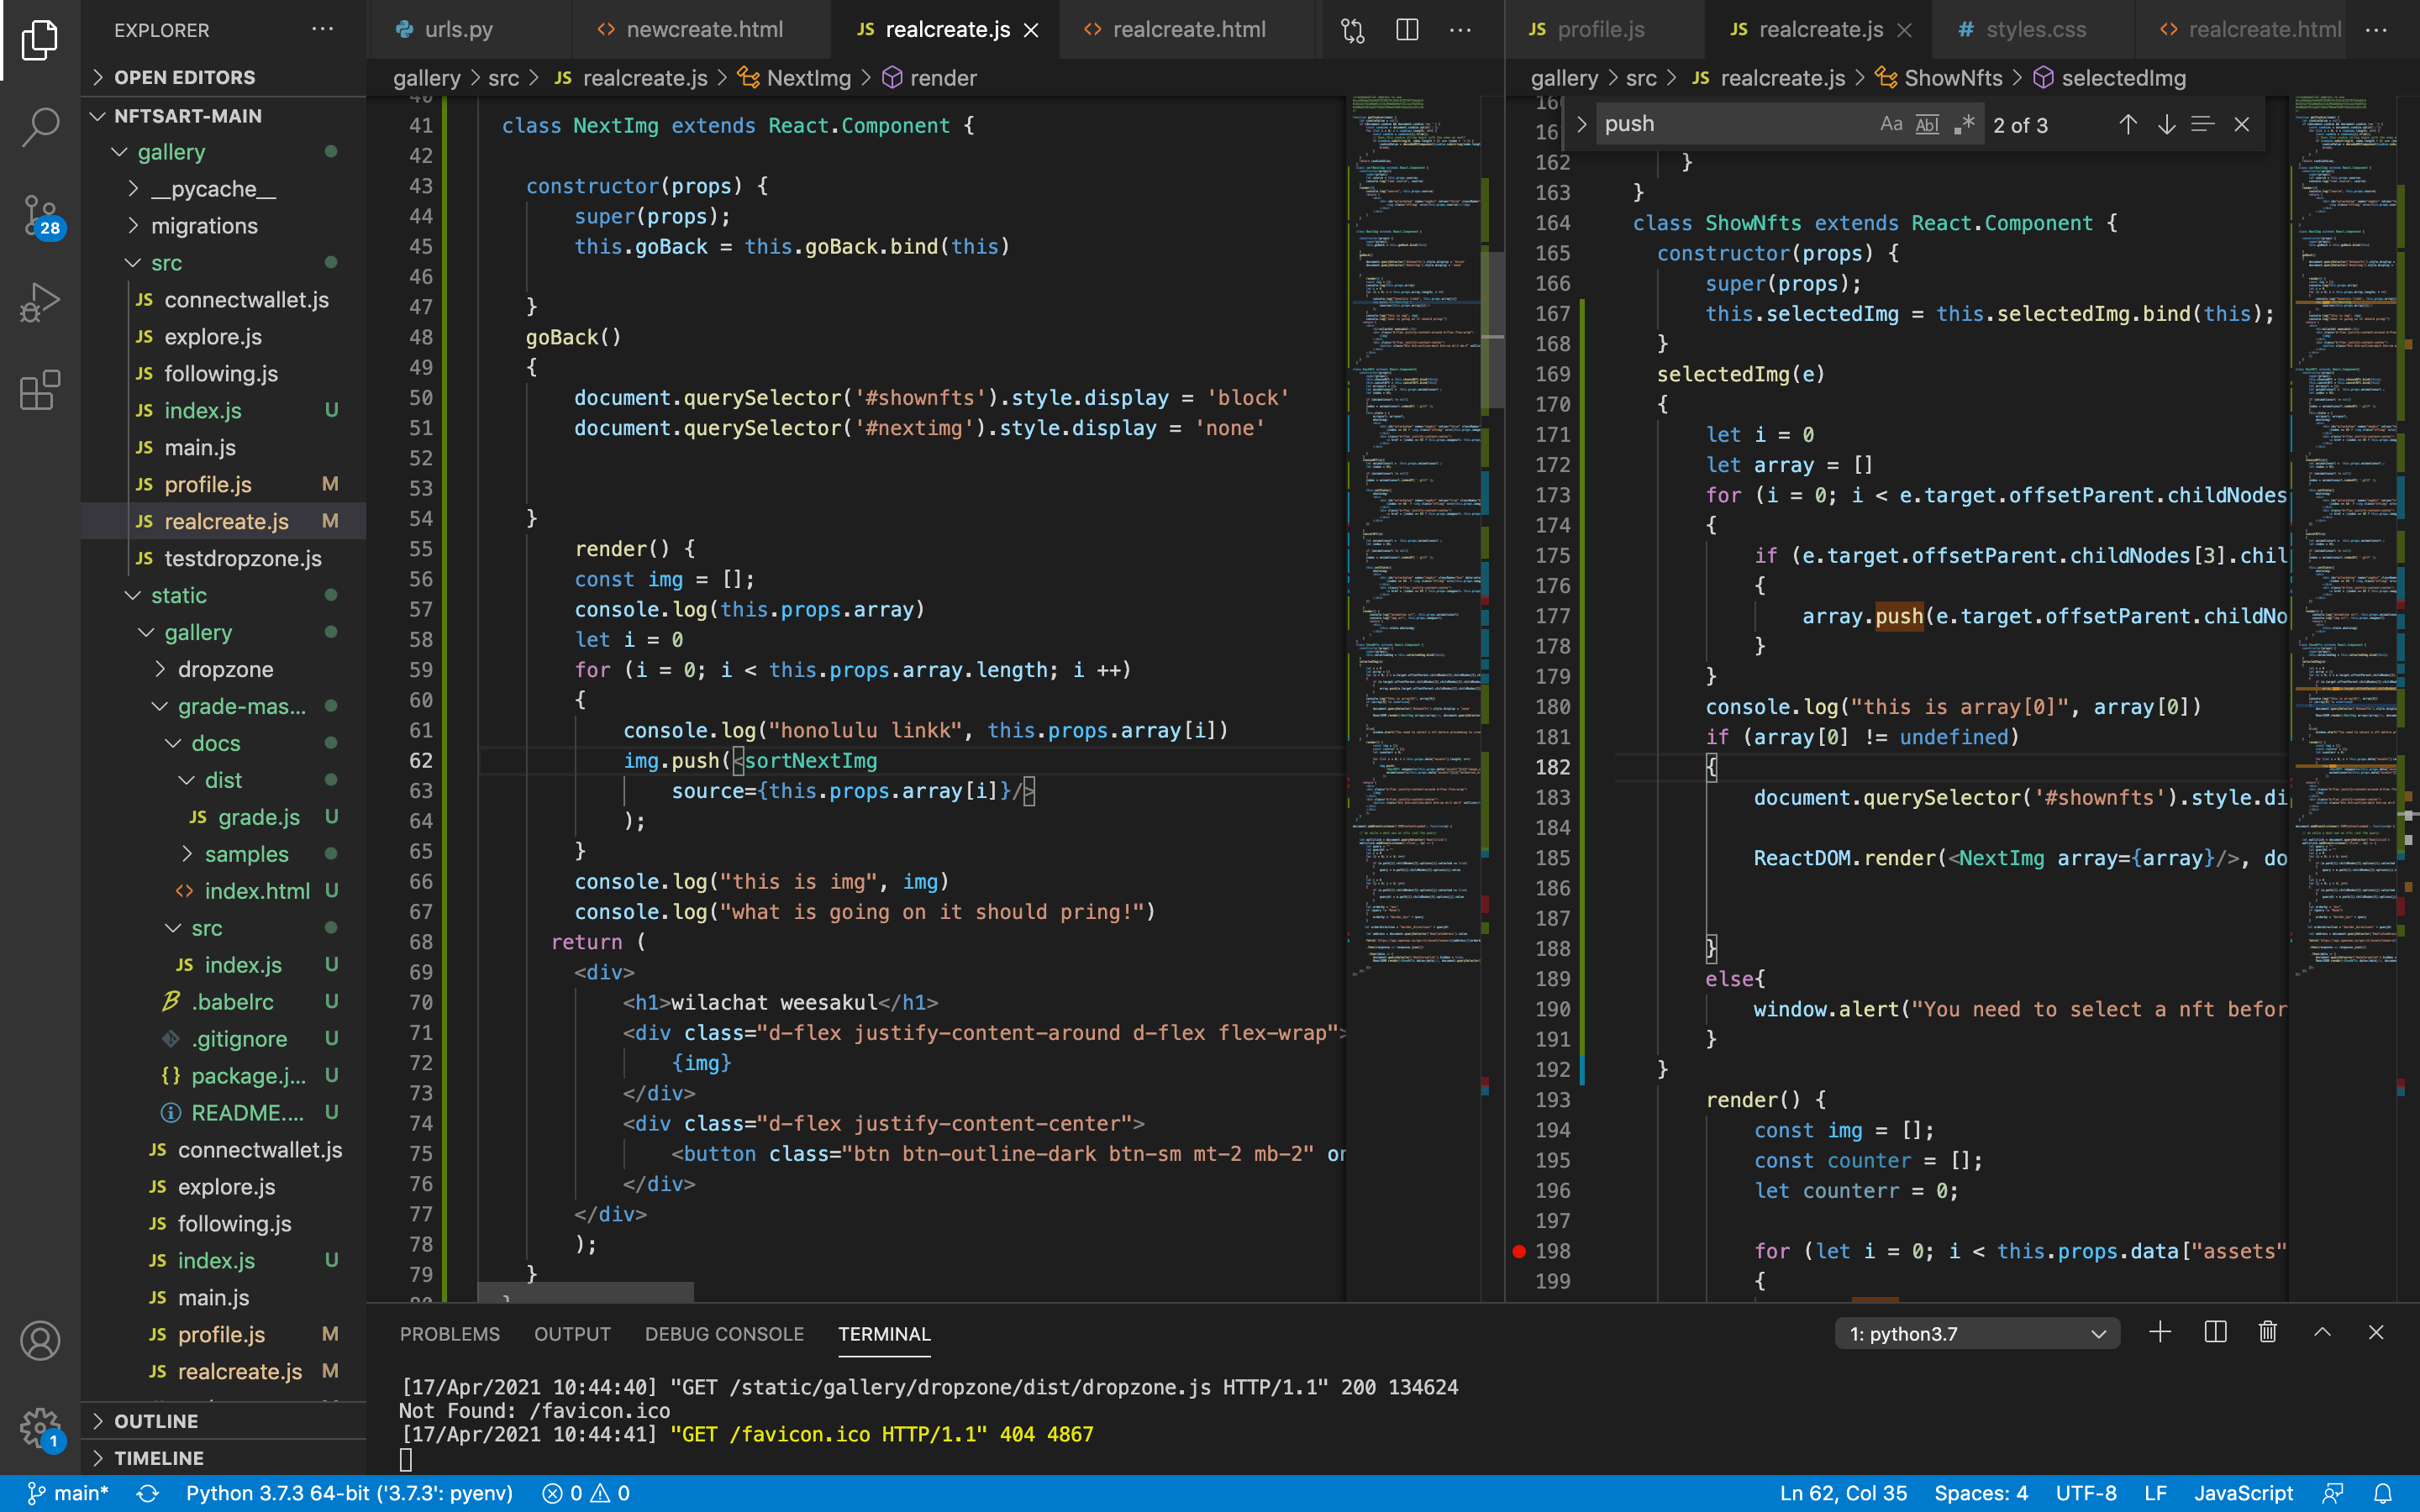 EXPLORER
OPEN EDITORS
NFTSART-MAIN
gallery
__pycache__
migrations
src
JS connectwallet.js
JS explore.js
JS following.js
JS index.js U
JS main.js
JS profile.js M
JS realcreate.js M
JS testdropzone.js
static
gallery
dropzone
grade-mas...
docs
dist
JS grade.js U
samples
<> index.html U
src
JS index.js U
.babelrc U
.gitignore U
{} package.j... U
README.... U
JS connectwallet.js
JS explore.js
JS following.js
JS index.js U
JS main.js
JS profile.js M
JS realcreate.js M
OUTLINE
TIMELINE
28
1
urls.py
<> newcreate.html
JS realcreate.js
<> realcreate.html
gallery > src > JS realcreate.js > NextImg > render
41 class NextImg extends React.Component {
42
43 constructor(props) {
44 super(props);
45 this.goBack = this.goBack.bind(this)
46
47 }
48 goBack()
49 {
50 document.querySelector('#shownfts').style.display = 'block'
51 document.querySelector('#nextimg').style.display = 'none'
52
53
54 }
55 render() {
56 const img = [];
57 console.log(this.props.array)
58 let i = 0
59 for (i = 0; i < this.props.array.length; i ++)
60 {
61 console.log("honolulu linkk", this.props.array[i])
62 img.push(<sortNextImg
63 source={this.props.array[i]}/>
64 );
65 }
66 console.log("this is img", img)
67 console.log("what is going on it should pring!")
68 return (
69 <div>
70 <h1>wilachat weesakul</h1>
71 <div class="d-flex justify-content-around d-flex flex-wrap">
72 {img}
73 </div>
74 <div class="d-flex justify-content-center">
75 <button class="btn btn-outline-dark btn-sm mt-2 mb-2" on
76 </div>
77 </div>
78 );
79 }
JS profile.js
JS realcreate.js
# styles.css
<> realcreate.html
gallery > src > JS realcreate.js > ShowNfts > selectedImg
push Aa Abl .* 2 of 3
162 }
163 }
164 class ShowNfts extends React.Component {
165 constructor(props) {
166 super(props);
167 this.selectedImg = this.selectedImg.bind(this);
168 }
169 selectedImg(e)
170 {
171 let i = 0
172 let array = []
173 for (i = 0; i < e.target.offsetParent.childNodes
174 {
175 if (e.target.offsetParent.childNodes[3].chil
176 {
177 array.push(e.target.offsetParent.childNo
178 }
179 }
180 console.log("this is array[0]", array[0])
181 if (array[0] != undefined)
182 {
183 document.querySelector('#shownfts').style.di
184
185 ReactDOM.render(<NextImg array={array}/>, do
186
187
188 }
189 else{
190 window.alert("You need to select a nft befor
191 }
192 }
193 render() {
194 const img = [];
195 const counter = [];
196 let counterr = 0;
197
198 for (let i = 0; i < this.props.data["assets"
199 {
PROBLEMS OUTPUT DEBUG CONSOLE TERMINAL
1: python3.7
[17/Apr/2021 10:44:40] "GET /static/gallery/dropzone/dist/dropzone.js HTTP/1.1" 200 134624
Not Found: /favicon.ico
[17/Apr/2021 10:44:41] "GET /favicon.ico HTTP/1.1" 404 4867
main* Python 3.7.3 64-bit ('3.7.3': pyenv) 0 0
Ln 62, Col 35 Spaces: 4 UTF-8 LF JavaScript